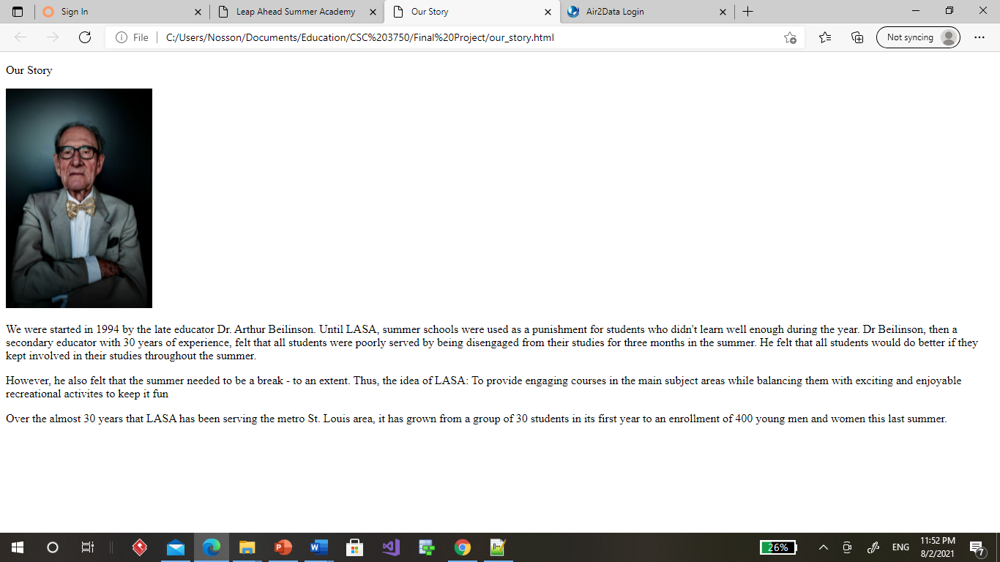 Sign In
Leap Ahead Summer Academy
Our Story
Air2Data Login
File
C:/Users/Nosson/Documents/Education/CSC%203750/Final%20Project/our_story.html
Not syncing
Our Story
We were started in 1994 by the late educator Dr. Arthur Beilinson. Until LASA, summer schools were used as a punishment for students who didn't learn well enough during the year. Dr Beilinson, then a
secondary educator with 30 years of experience, felt that all students were poorly served by being disengaged from their studies for three months in the summer. He felt that all students would do better if they
kept involved in their studies throughout the summer.
However, he also felt that the summer needed to be a break - to an extent. Thus, the idea of LASA: To provide engaging courses in the main subject areas while balancing them with exciting and enjoyable
recreational activites to keep it fun
Over the almost 30 years that LASA has been serving the metro St. Louis area, it has grown from a group of 30 students in its first year to an enrollment of 400 young men and women this last summer.
26%
ENG
11:52 PM
8/2/2021
7